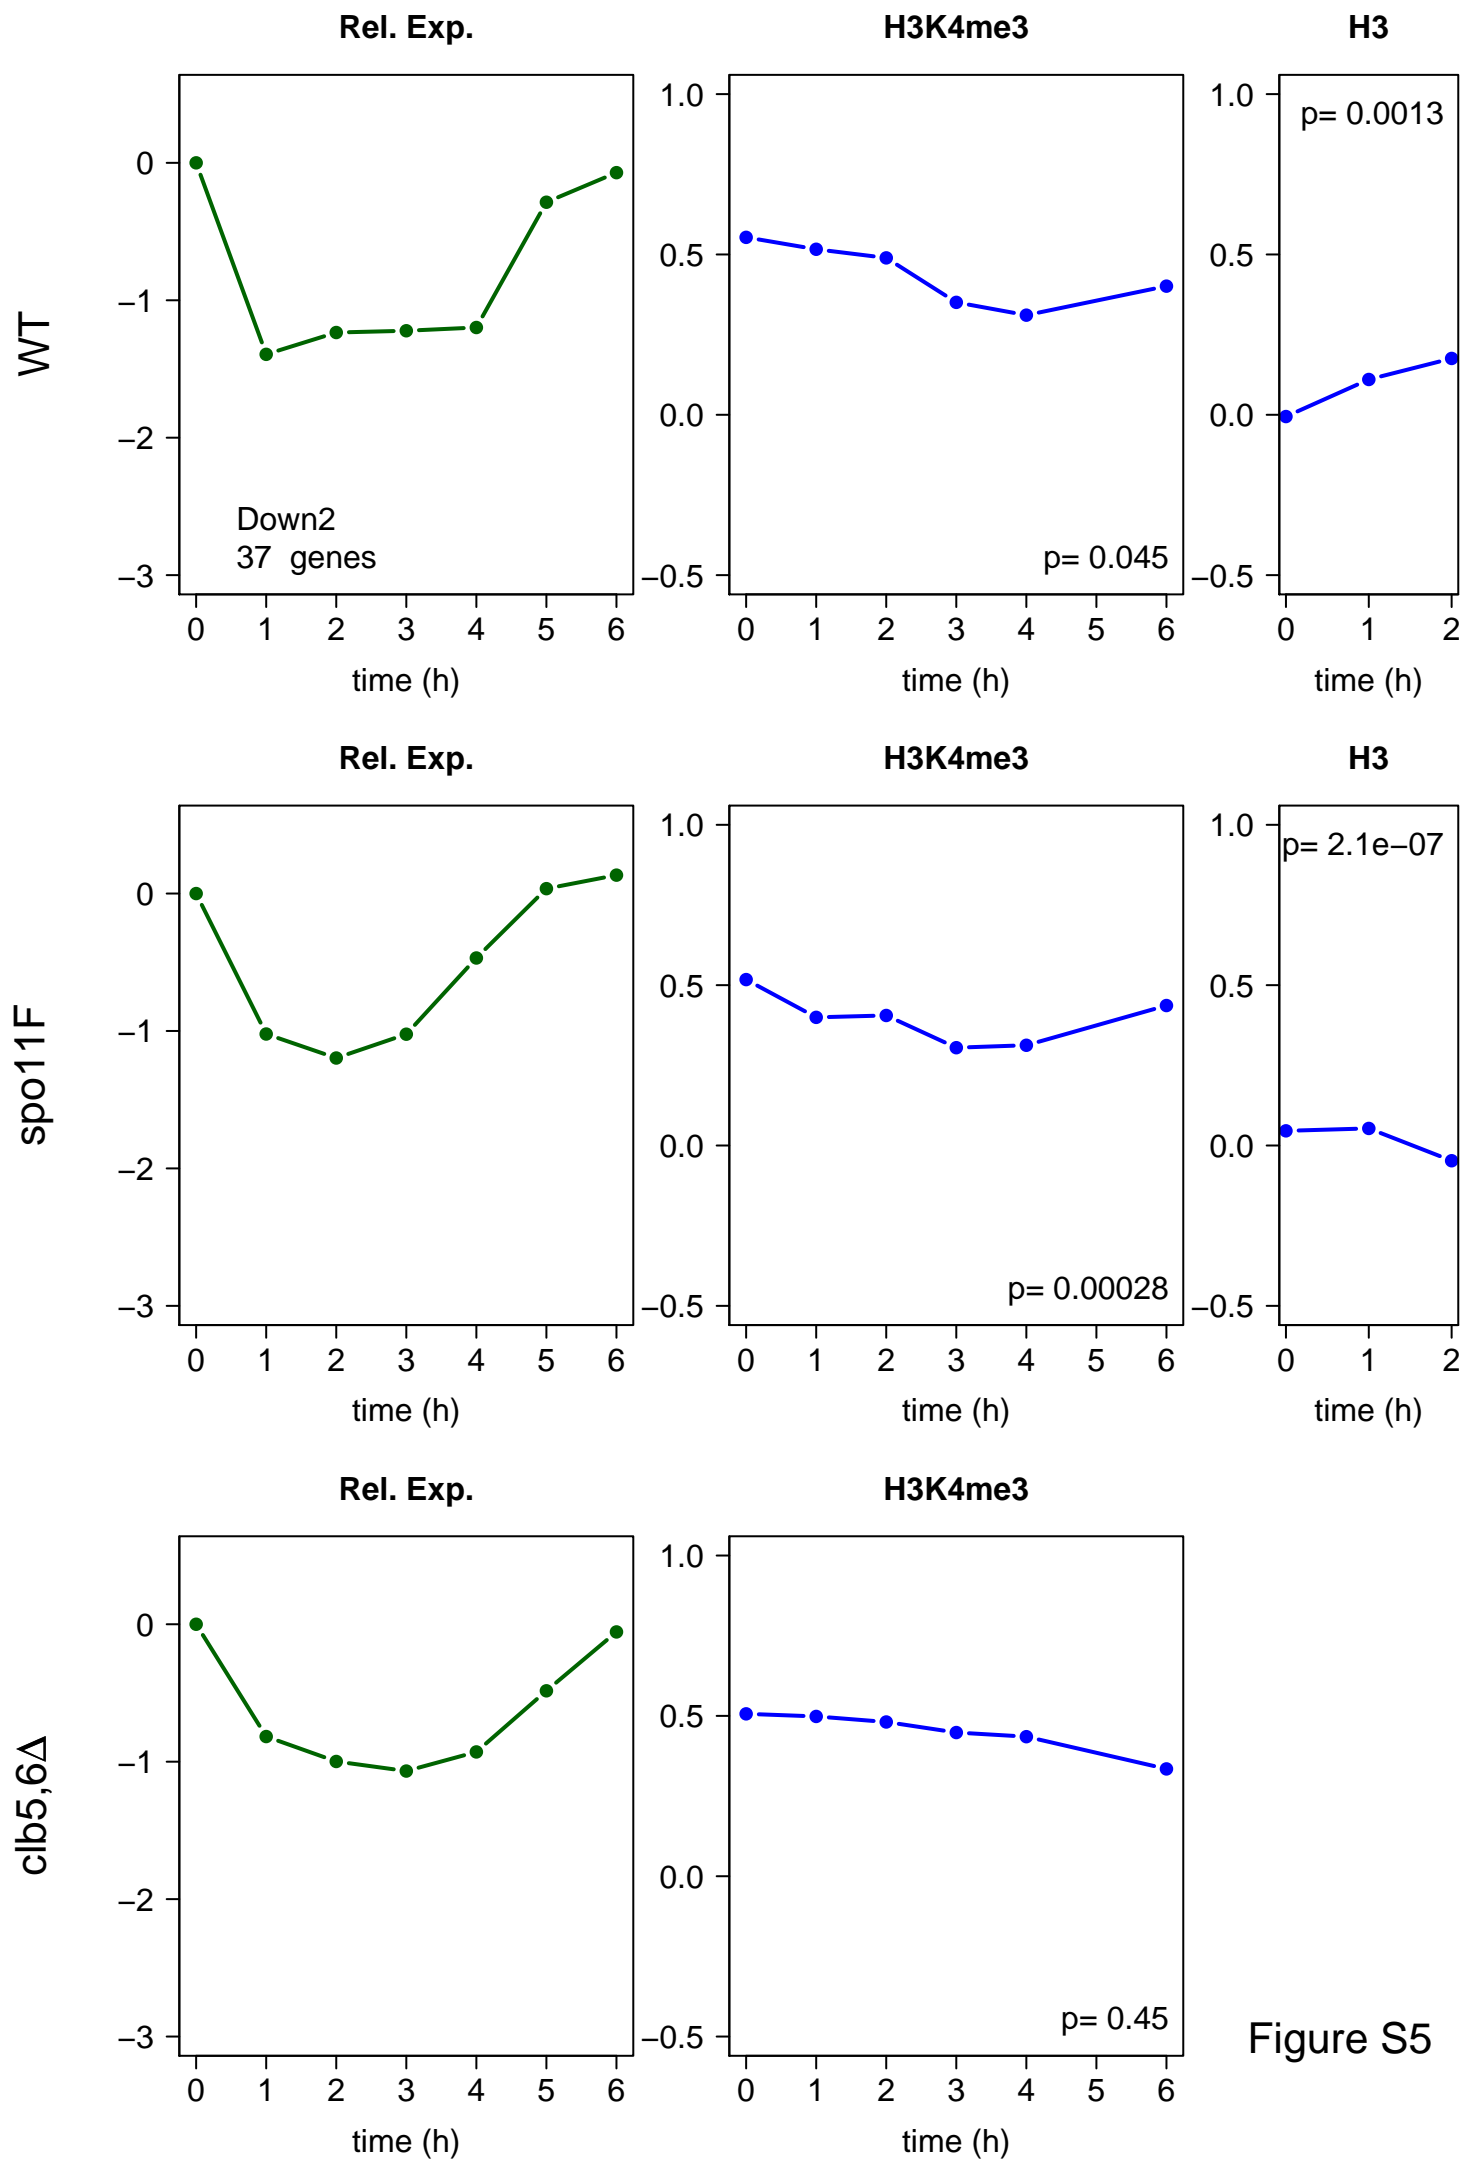 Rel. Exp. H3K4me3 H3
WT
0
−1
−2
−3
Down2
37 genes
0 1 2 3 4 5 6
time (h)
1.0
0.5
0.0
−0.5
p= 0.045
0 1 2 3 4 5 6
time (h)
1.0
0.5
0.0
−0.5
p= 0.0013
0 1 2
time (h)
Rel. Exp. H3K4me3 H3
spo11F
0
−1
−2
−3
0 1 2 3 4 5 6
time (h)
1.0
0.5
0.0
−0.5
p= 0.00028
0 1 2 3 4 5 6
time (h)
1.0
0.5
0.0
−0.5
p= 2.1e−07
0 1 2
time (h)
Rel. Exp. H3K4me3
clb5,6Δ
0
−1
−2
−3
0 1 2 3 4 5 6
time (h)
1.0
0.5
0.0
−0.5
p= 0.45
0 1 2 3 4 5 6
time (h)
Figure S5